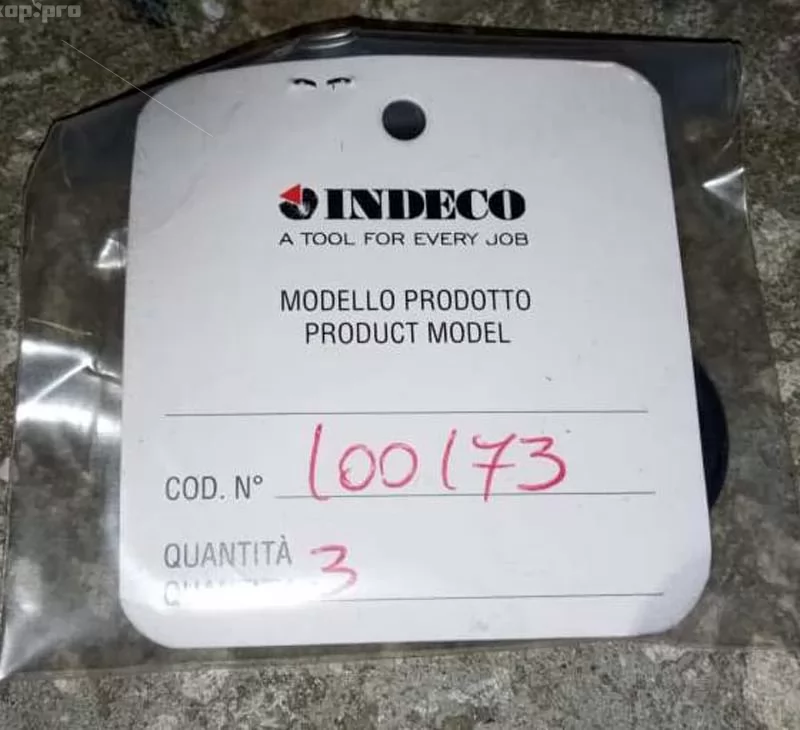 INDECO
A TOOL FOR EVERY JOB
MODELLO PRODOTTO
PRODUCT MODEL
COD. N° 100173
QUANTITÀ 3